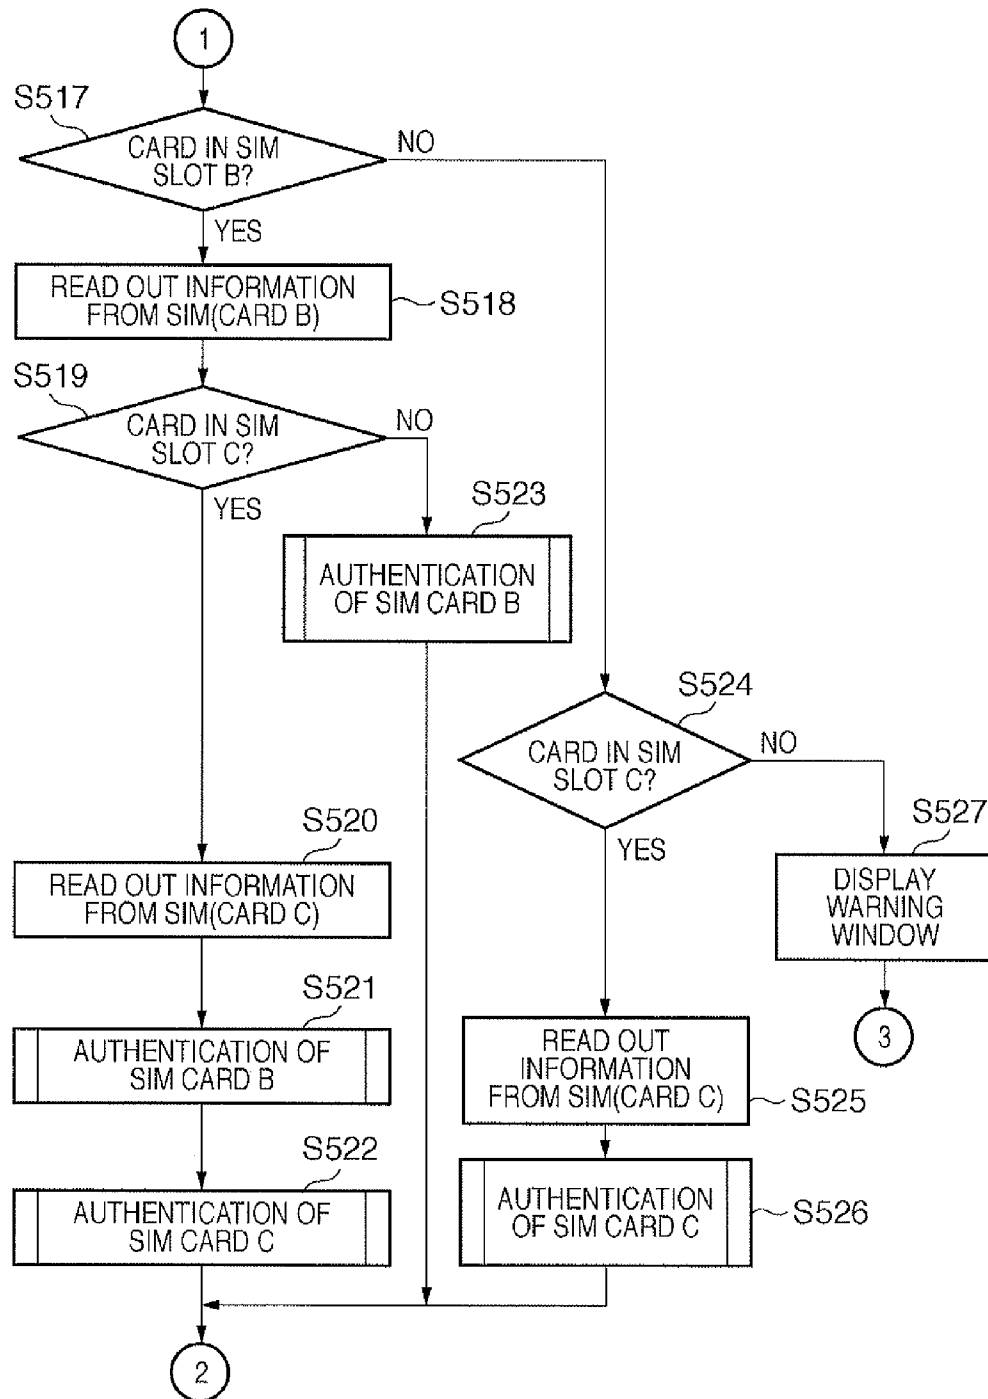 1
S517
CARD IN SIM
SLOT B?
NO
YES
READ OUT INFORMATION
FROM SIM(CARD B)
S518
S519
CARD IN SIM
SLOT C?
NO
YES
S523
AUTHENTICATION
OF SIM CARD B
S524
CARD IN SIM
SLOT C?
NO
YES
S527
DISPLAY
WARNING
WINDOW
3
S520
READ OUT INFORMATION
FROM SIM(CARD C)
S521
AUTHENTICATION OF
SIM CARD B
READ OUT
INFORMATION
FROM SIM(CARD C)
S525
S522
AUTHENTICATION OF
SIM CARD C
AUTHENTICATION
OF SIM CARD C
S526
2